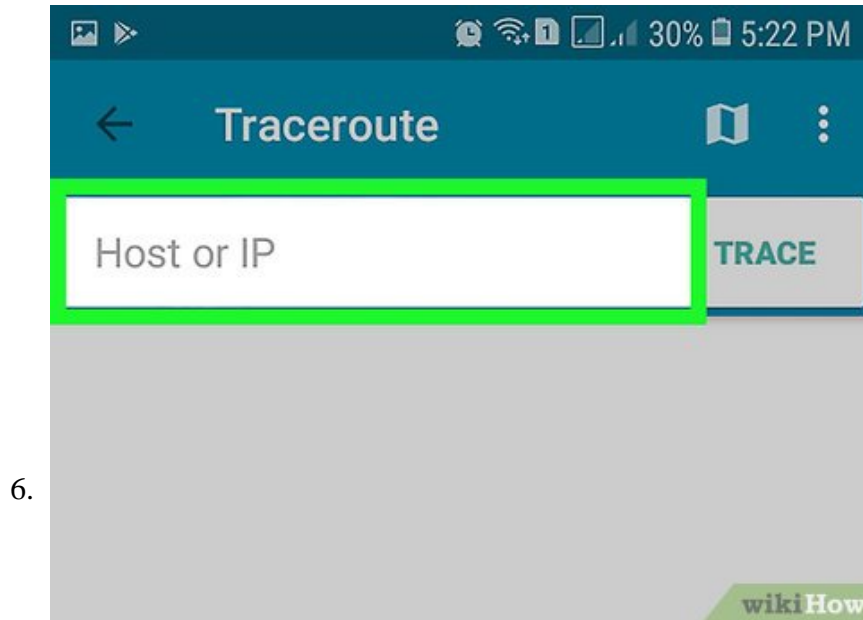 30% 5:22 PM
Traceroute
Host or IP
TRACE
6.
wikiHow